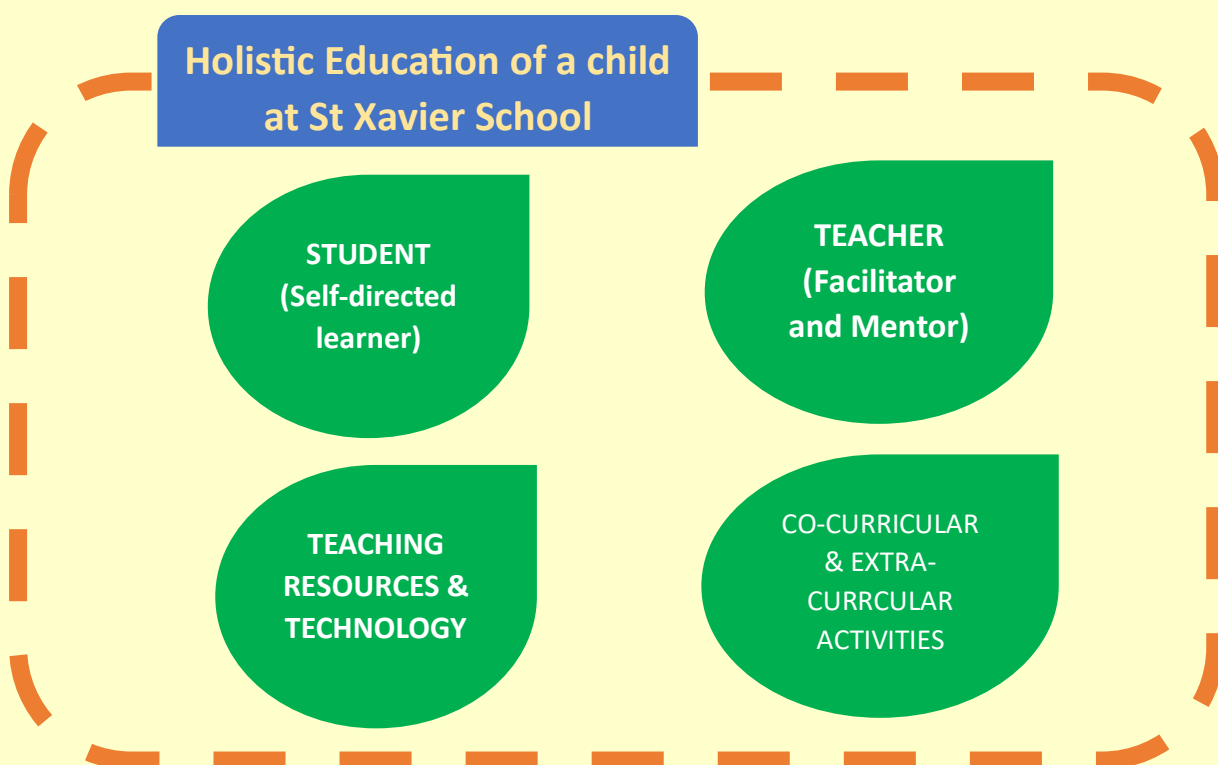 Holistic Education of a child
at St Xavier School
STUDENT
(Self-directed
learner)
TEACHER
(Facilitator
and Mentor)
TEACHING
RESOURCES &
TECHNOLOGY
CO-CURRICULAR
& EXTRA-
CURRCULAR
ACTIVITIES